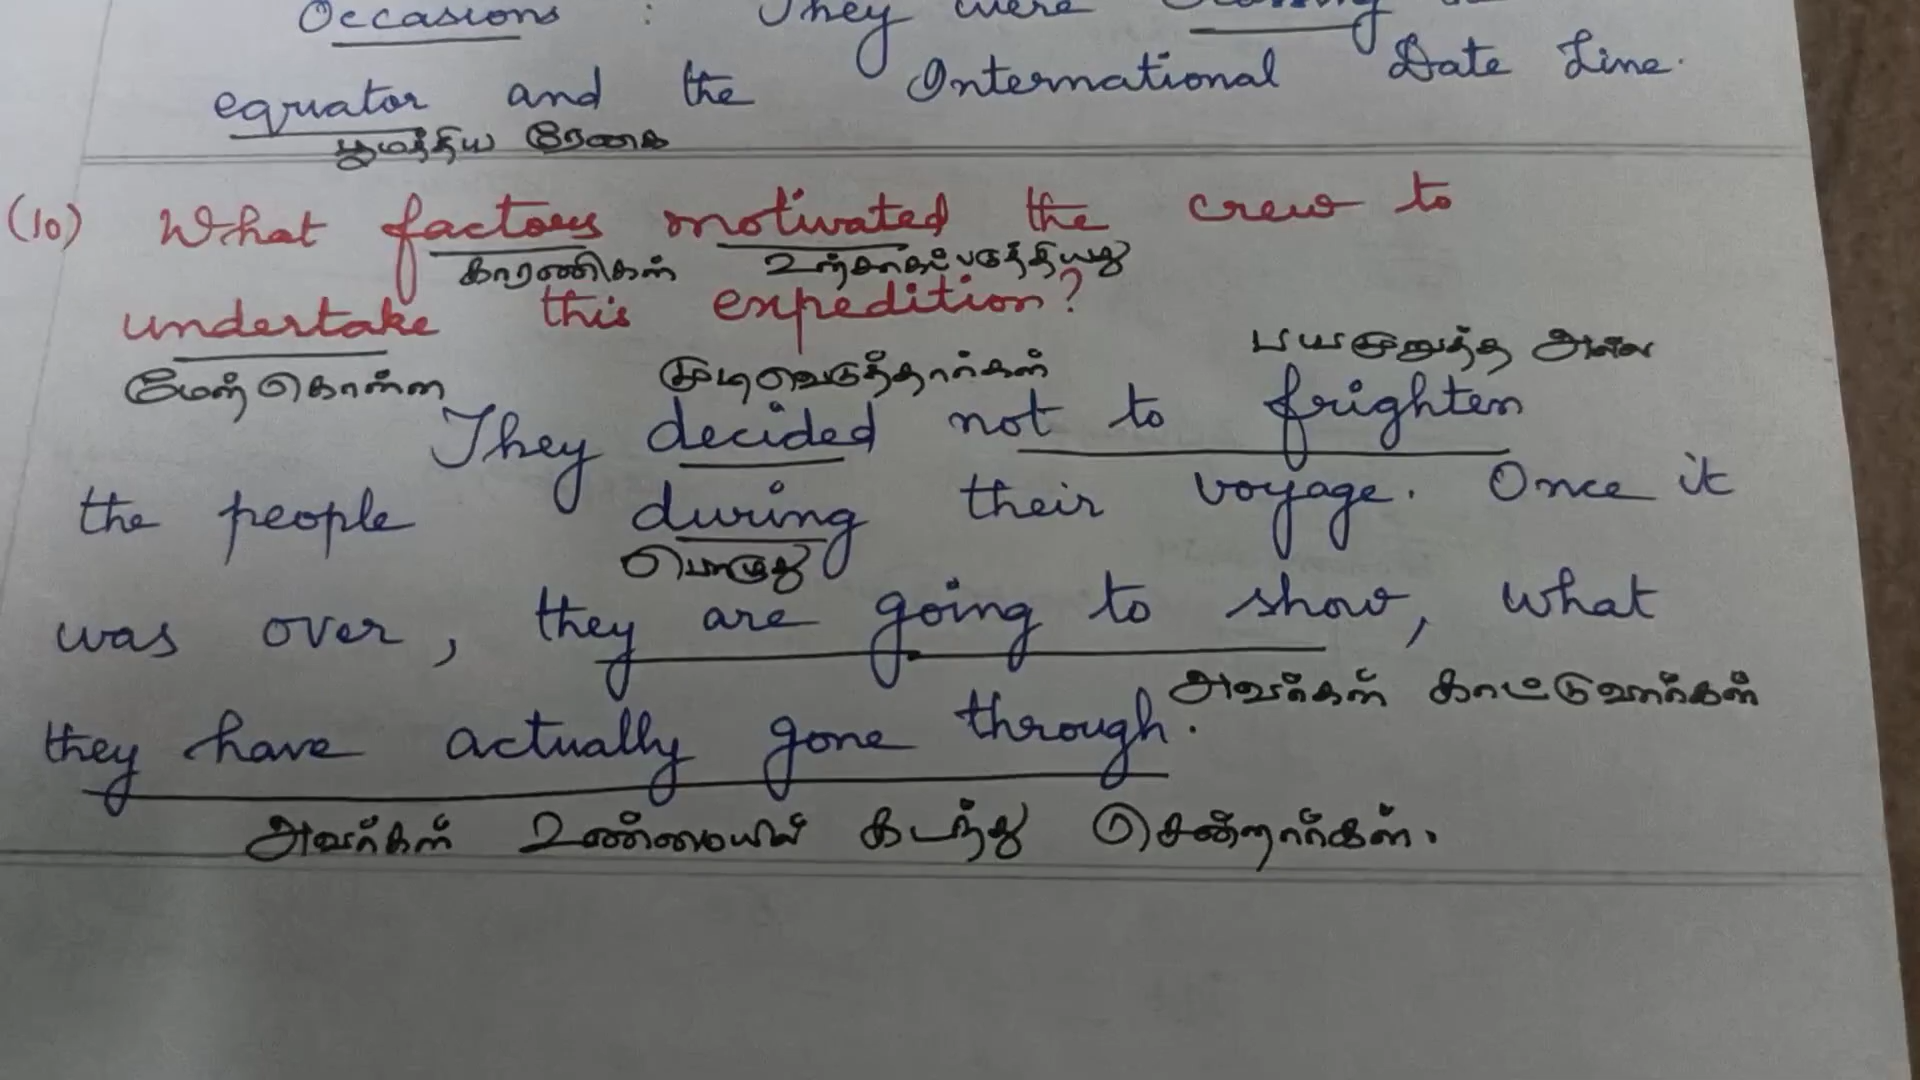 Occasions : They were crossing
equator and the International Date Line.
பூமத்திய ரேகை
(10) What factors motivated the crew to
காரணிகள் உற்சாகப்படுத்தியது
undertake this expedition?
மேற்கொள்ள முடிவெடுத்தார்கள் பயமுறுத்த அல்ல
They decided not to frighten
the people during their voyage. Once it
பொழுது
was over, they are going to show, what
அவர்கள் காட்டுவார்கள்
they have actually gone through.
அவர்கள் உண்மையில் கடந்து சென்றார்கள்.